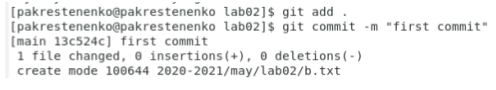 [pakrestenenko@pakrestenenko lab02]$ git add .
[pakrestenenko@pakrestenenko lab02]$ git commit -m "first commit"
[main 13c524c] first commit
 1 file changed, 0 insertions(+), 0 deletions(-)
 create mode 100644 2020-2021/may/lab02/b.txt